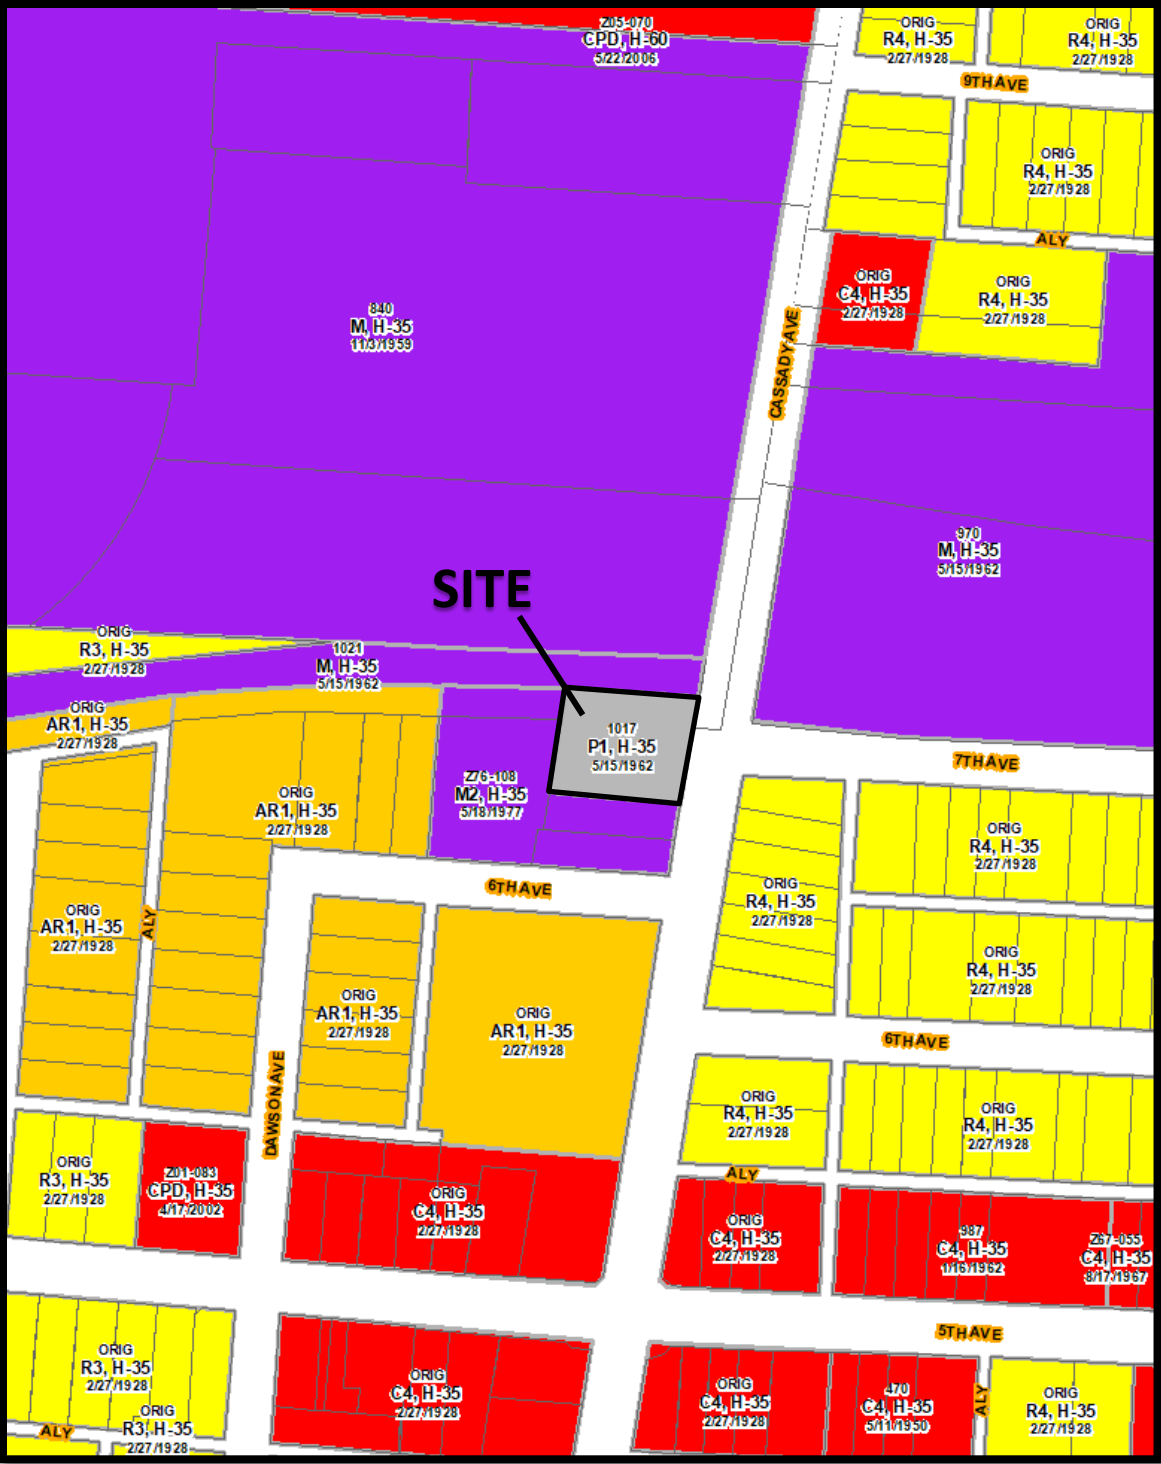 Z05-070
CPD, H-60
5/22/2006
ORIG
R4, H-35
2/27/1928
ORIG
R4, H-35
2/27/1928
9TH AVE
ORIG
R4, H-35
2/27/1928
ALY
ORIG
C4, H-35
2/27/1928
ORIG
R4, H-35
2/27/1928
840
M, H-35
11/3/1959
CASSADY AVE
970
M, H-35
5/15/1962
SITE
ORIG
R3, H-35
2/27/1928
1021
M, H-35
5/15/1962
ORIG
AR1, H-35
2/27/1928
1017
P1, H-35
5/15/1962
7TH AVE
Z76-108
M2, H-35
5/18/1977
ORIG
AR1, H-35
2/27/1928
ORIG
R4, H-35
2/27/1928
6TH AVE
ORIG
R4, H-35
2/27/1928
ORIG
AR1, H-35
2/27/1928
ALY
ORIG
R4, H-35
2/27/1928
ORIG
AR1, H-35
2/27/1928
ORIG
AR1, H-35
2/27/1928
6TH AVE
DAWSON AVE
ORIG
R4, H-35
2/27/1928
ORIG
R4, H-35
2/27/1928
ORIG
R3, H-35
2/27/1928
Z01-083
CPD, H-35
4/17/2002
ALY
ORIG
C4, H-35
2/27/1928
ORIG
C4, H-35
2/27/1928
987
C4, H-35
1/16/1962
Z67-055
C4, H-35
8/17/1967
5TH AVE
ORIG
R3, H-35
2/27/1928
ORIG
C4, H-35
2/27/1928
ORIG
C4, H-35
2/27/1928
470
C4, H-35
5/11/1950
ALY
ORIG
R4, H-35
2/27/1928
ALY
ORIG
R3, H-35
2/27/1928